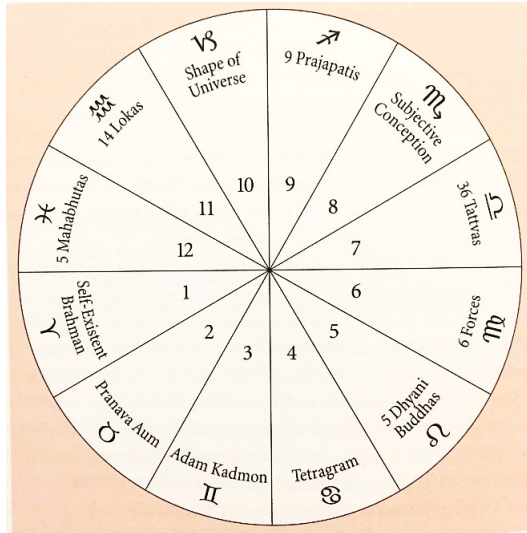 ♈
Self-Existent
Brahman
1
♉
Pranava Aum
2
♊
Adam Kadmon
3
♋
Tetragram
4
♌
5 Dhyani
Buddhas
5
♍
6 Forces
6
♎
36 Tattvas
7
♏
Subjective
Conception
8
♐
9 Prajapatis
9
♑
Shape of
Universe
10
♒
14 Lokas
11
♓
5 Mahabhutas
12